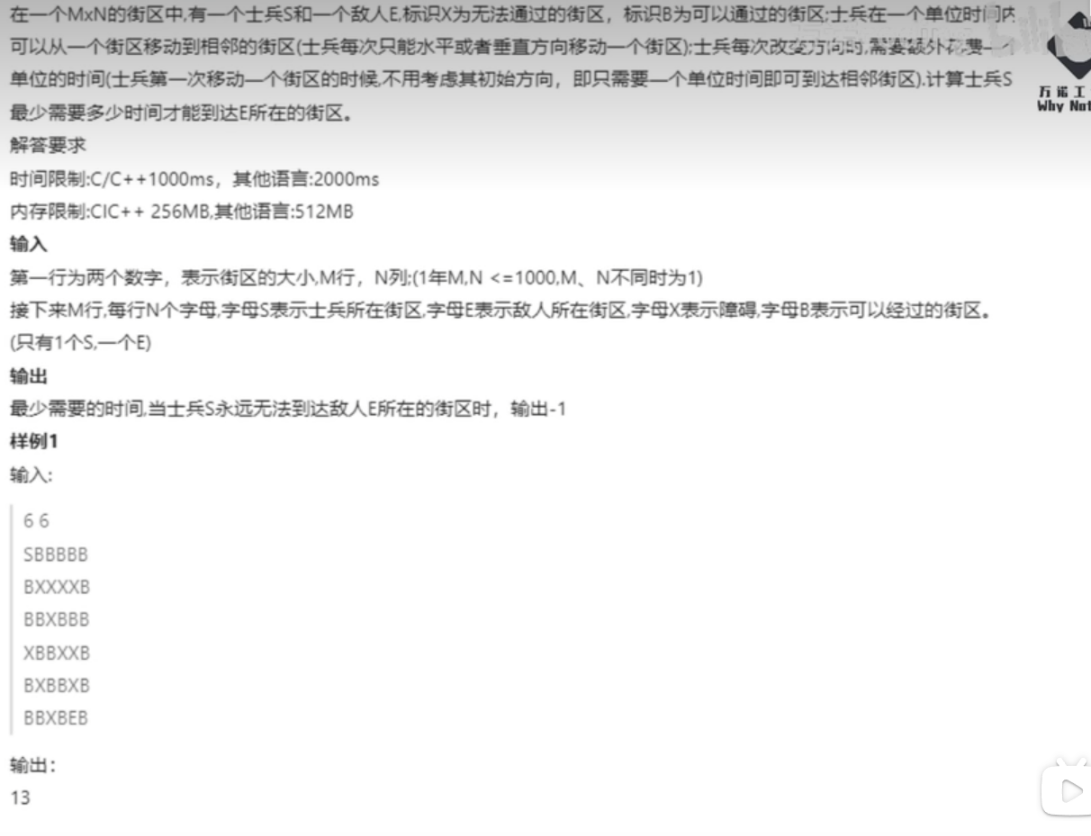 在一个MxN的街区中,有一个士兵S和一个敌人E,标识X为无法通过的街区，标识B为可以通过的街区;士兵在一个单位时间内
可以从一个街区移动到相邻的街区(士兵每次只能水平或者垂直方向移动一个街区);士兵每次改变方向时,需要额外花费一个
单位的时间(士兵第一次移动一个街区的时候,不用考虑其初始方向，即只需要一个单位时间即可到达相邻街区).计算士兵S
最少需要多少时间才能到达E所在的街区。
解答要求
时间限制:C/C++1000ms，其他语言:2000ms
内存限制:CIC++ 256MB,其他语言:512MB
输入
第一行为两个数字，表示街区的大小,M行，N列;(1年M,N <=1000,M、N不同时为1)
接下来M行,每行N个字母,字母S表示士兵所在街区,字母E表示敌人所在街区,字母X表示障碍,字母B表示可以经过的街区。
(只有1个S,一个E)
输出
最少需要的时间,当士兵S永远无法到达敌人E所在的街区时，输出-1
样例1
输入:
6 6
SBBBBB
BXXXXB
BBXBBB
XBBXXB
BXBBXB
BBXBEB
输出:
13
万诺工
Why Not